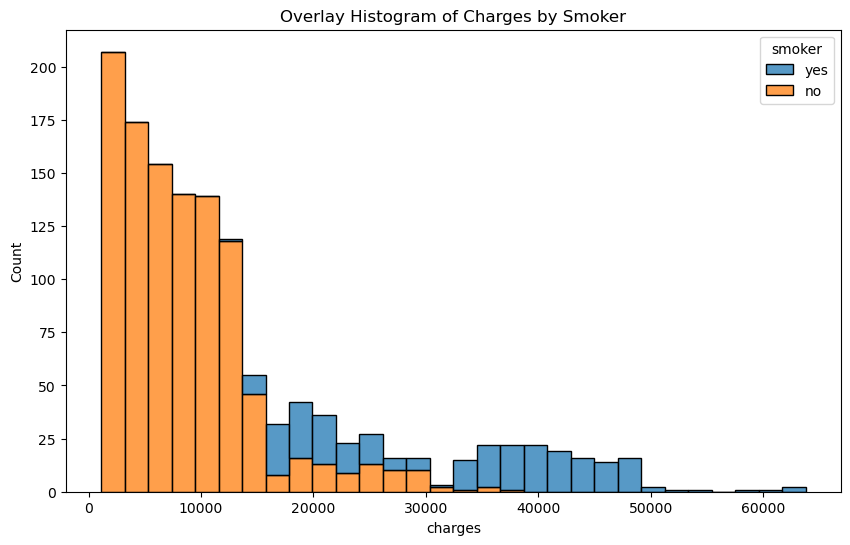 Overlay Histogram of Charges by Smoker
smoker
yes
no
200
175
150
125
100
75
50
25
0
Count
0 10000 20000 30000 40000 50000 60000
charges